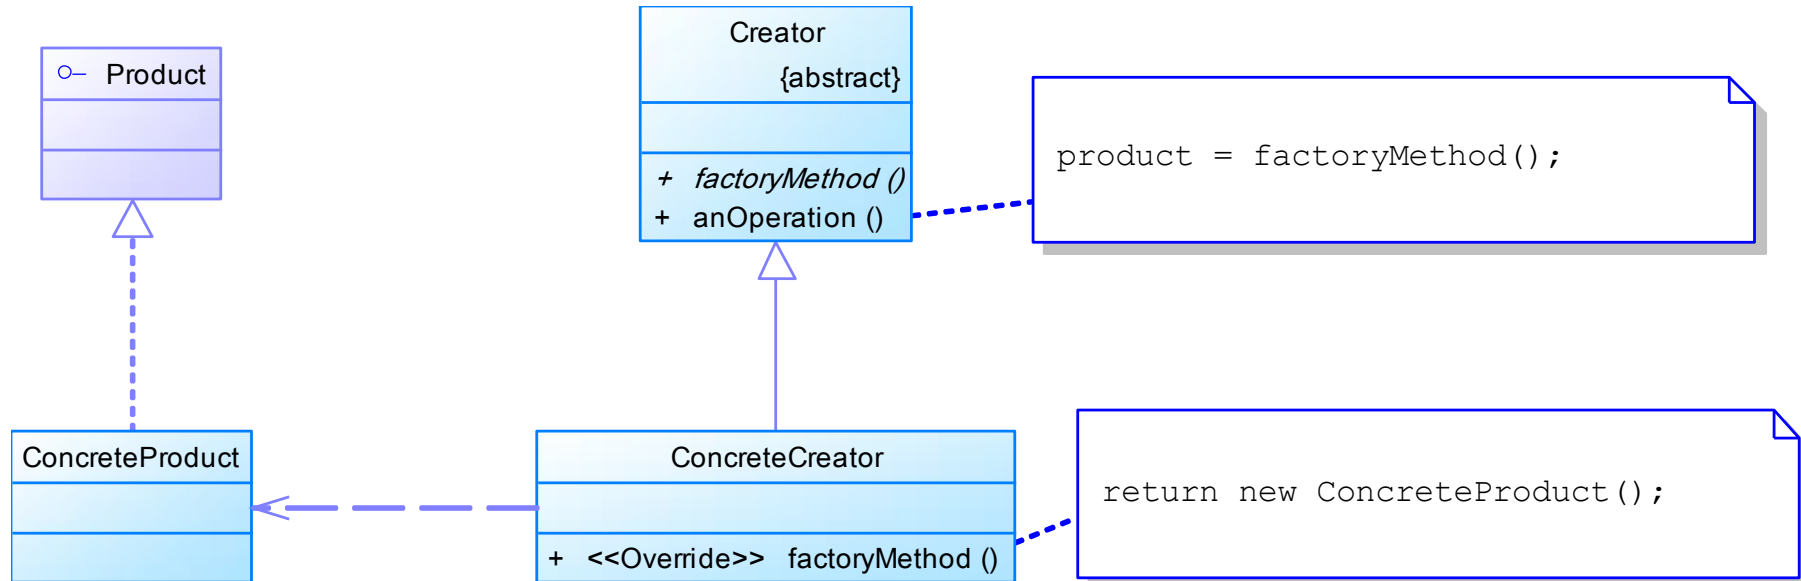 Product
Creator
{abstract}
+ factoryMethod ()
+ anOperation ()
product = factoryMethod();
ConcreteProduct
ConcreteCreator
+ <<Override>> factoryMethod ()
return new ConcreteProduct();